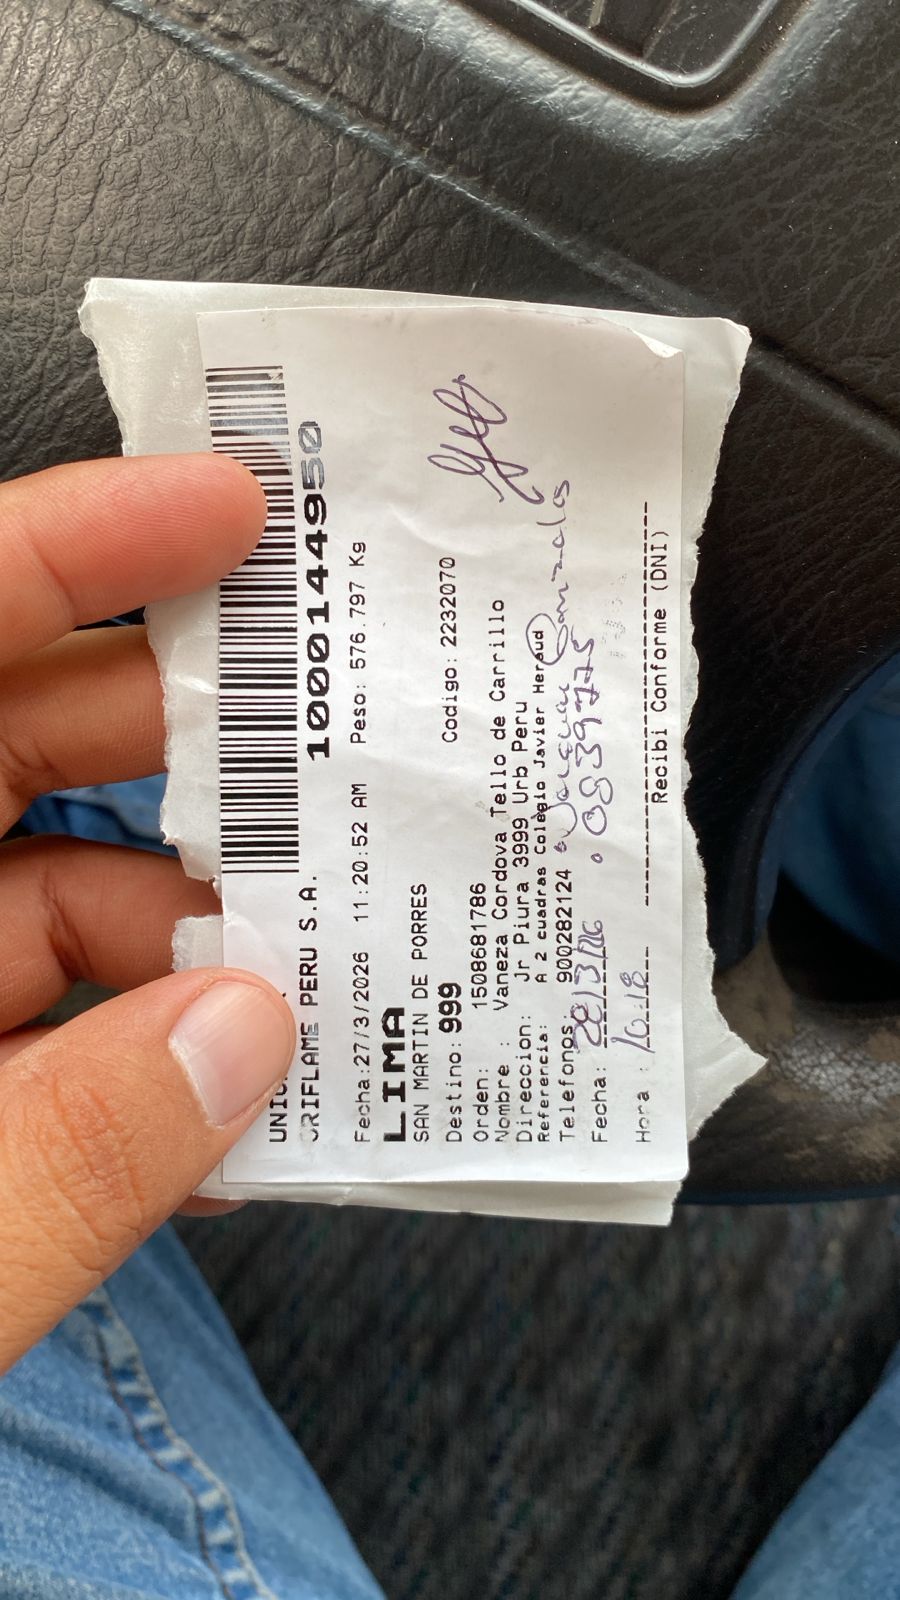 1000144950
ORIFLAME PERU S.A.
Fecha:27/3/2026 11:20:52 AM Peso: 576.797 Kg
LIMA
SAN MARTIN DE PORRES
Destino: 999 Codigo: 2232070
Orden: 1508681786
Nombre : Vaneza Cordova Tello de Carrillo
Direccion: Jr Piura 3999 Urb Peru
Referencia: A 2 cuadras Colegio Javier Heraud
Telefonos: 900282124
Gonzales
Fecha: 28/3/26
Hora : 10:18
Recibi Conforme (DNI)